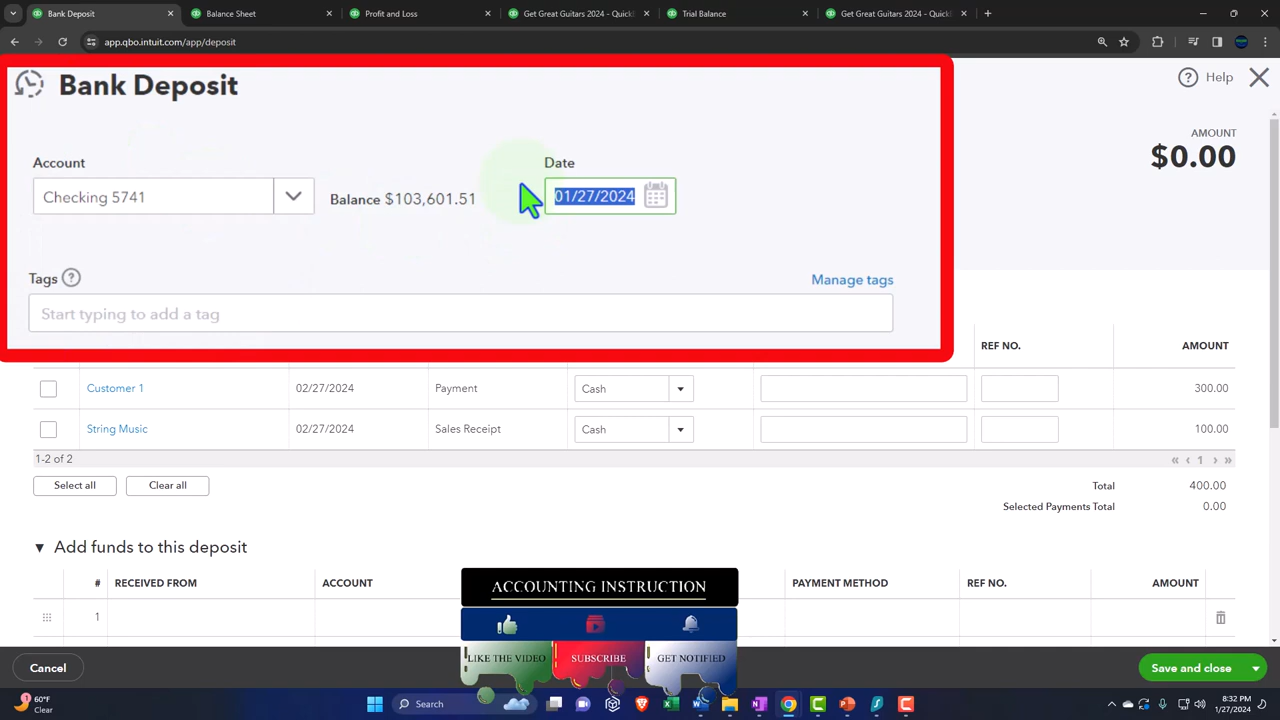 Bank Deposit
Balance Sheet
Profit and Loss
Get Great Guitars 2024 - Quick
Trial Balance
Get Great Guitars 2024 - Quick
app.qbo.intuit.com/app/deposit
Bank Deposit
Help
AMOUNT
$0.00
Account
Date
Checking 5741
Balance $103,601.51
01/27/2024
Tags
Manage tags
Start typing to add a tag
REF NO.
AMOUNT
Customer 1
02/27/2024
Payment
Cash
300.00
String Music
02/27/2024
Sales Receipt
Cash
100.00
1-2 of 2
1
Select all
Clear all
Total
400.00
Selected Payments Total
0.00
Add funds to this deposit
#
RECEIVED FROM
ACCOUNT
PAYMENT METHOD
REF NO.
AMOUNT
1
ACCOUNTING INSTRUCTION
LIKE THE VIDEO
SUBSCRIBE
GET NOTIFIED
Cancel
Save and close
60°F
Clear
Search
8:32 PM
1/27/2024